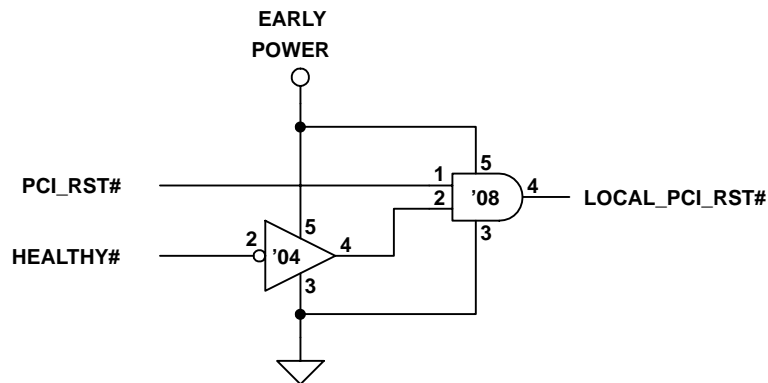 EARLY
POWER
5
1
PCI_RST#
'08
4
LOCAL_PCI_RST#
2
3
5
2
4
HEALTHY#
'04
3